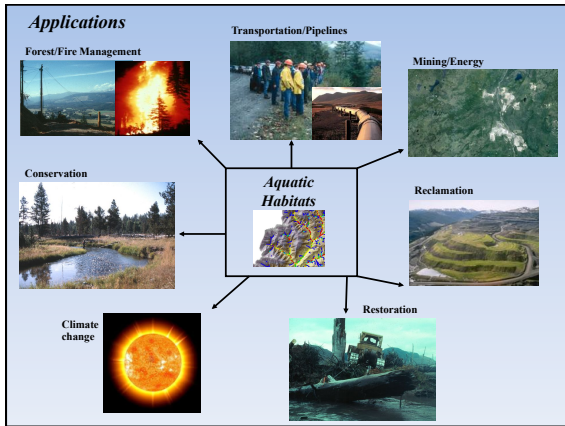 Applications
Transportation/Pipelines
Forest/Fire Management
Mining/Energy
Conservation
Aquatic
Habitats
Reclamation
Climate
change
Restoration